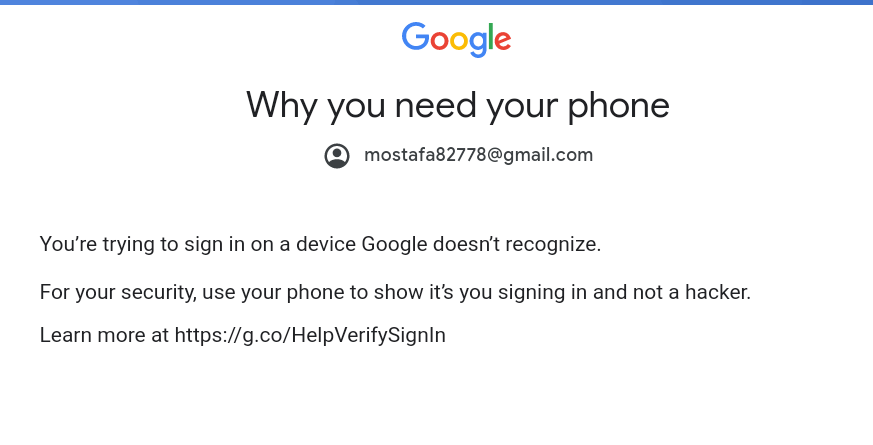 Google
Why you need your phone
mostafa82778@gmail.com
You’re trying to sign in on a device Google doesn’t recognize.
For your security, use your phone to show it’s you signing in and not a hacker.
Learn more at https://g.co/HelpVerifySignIn